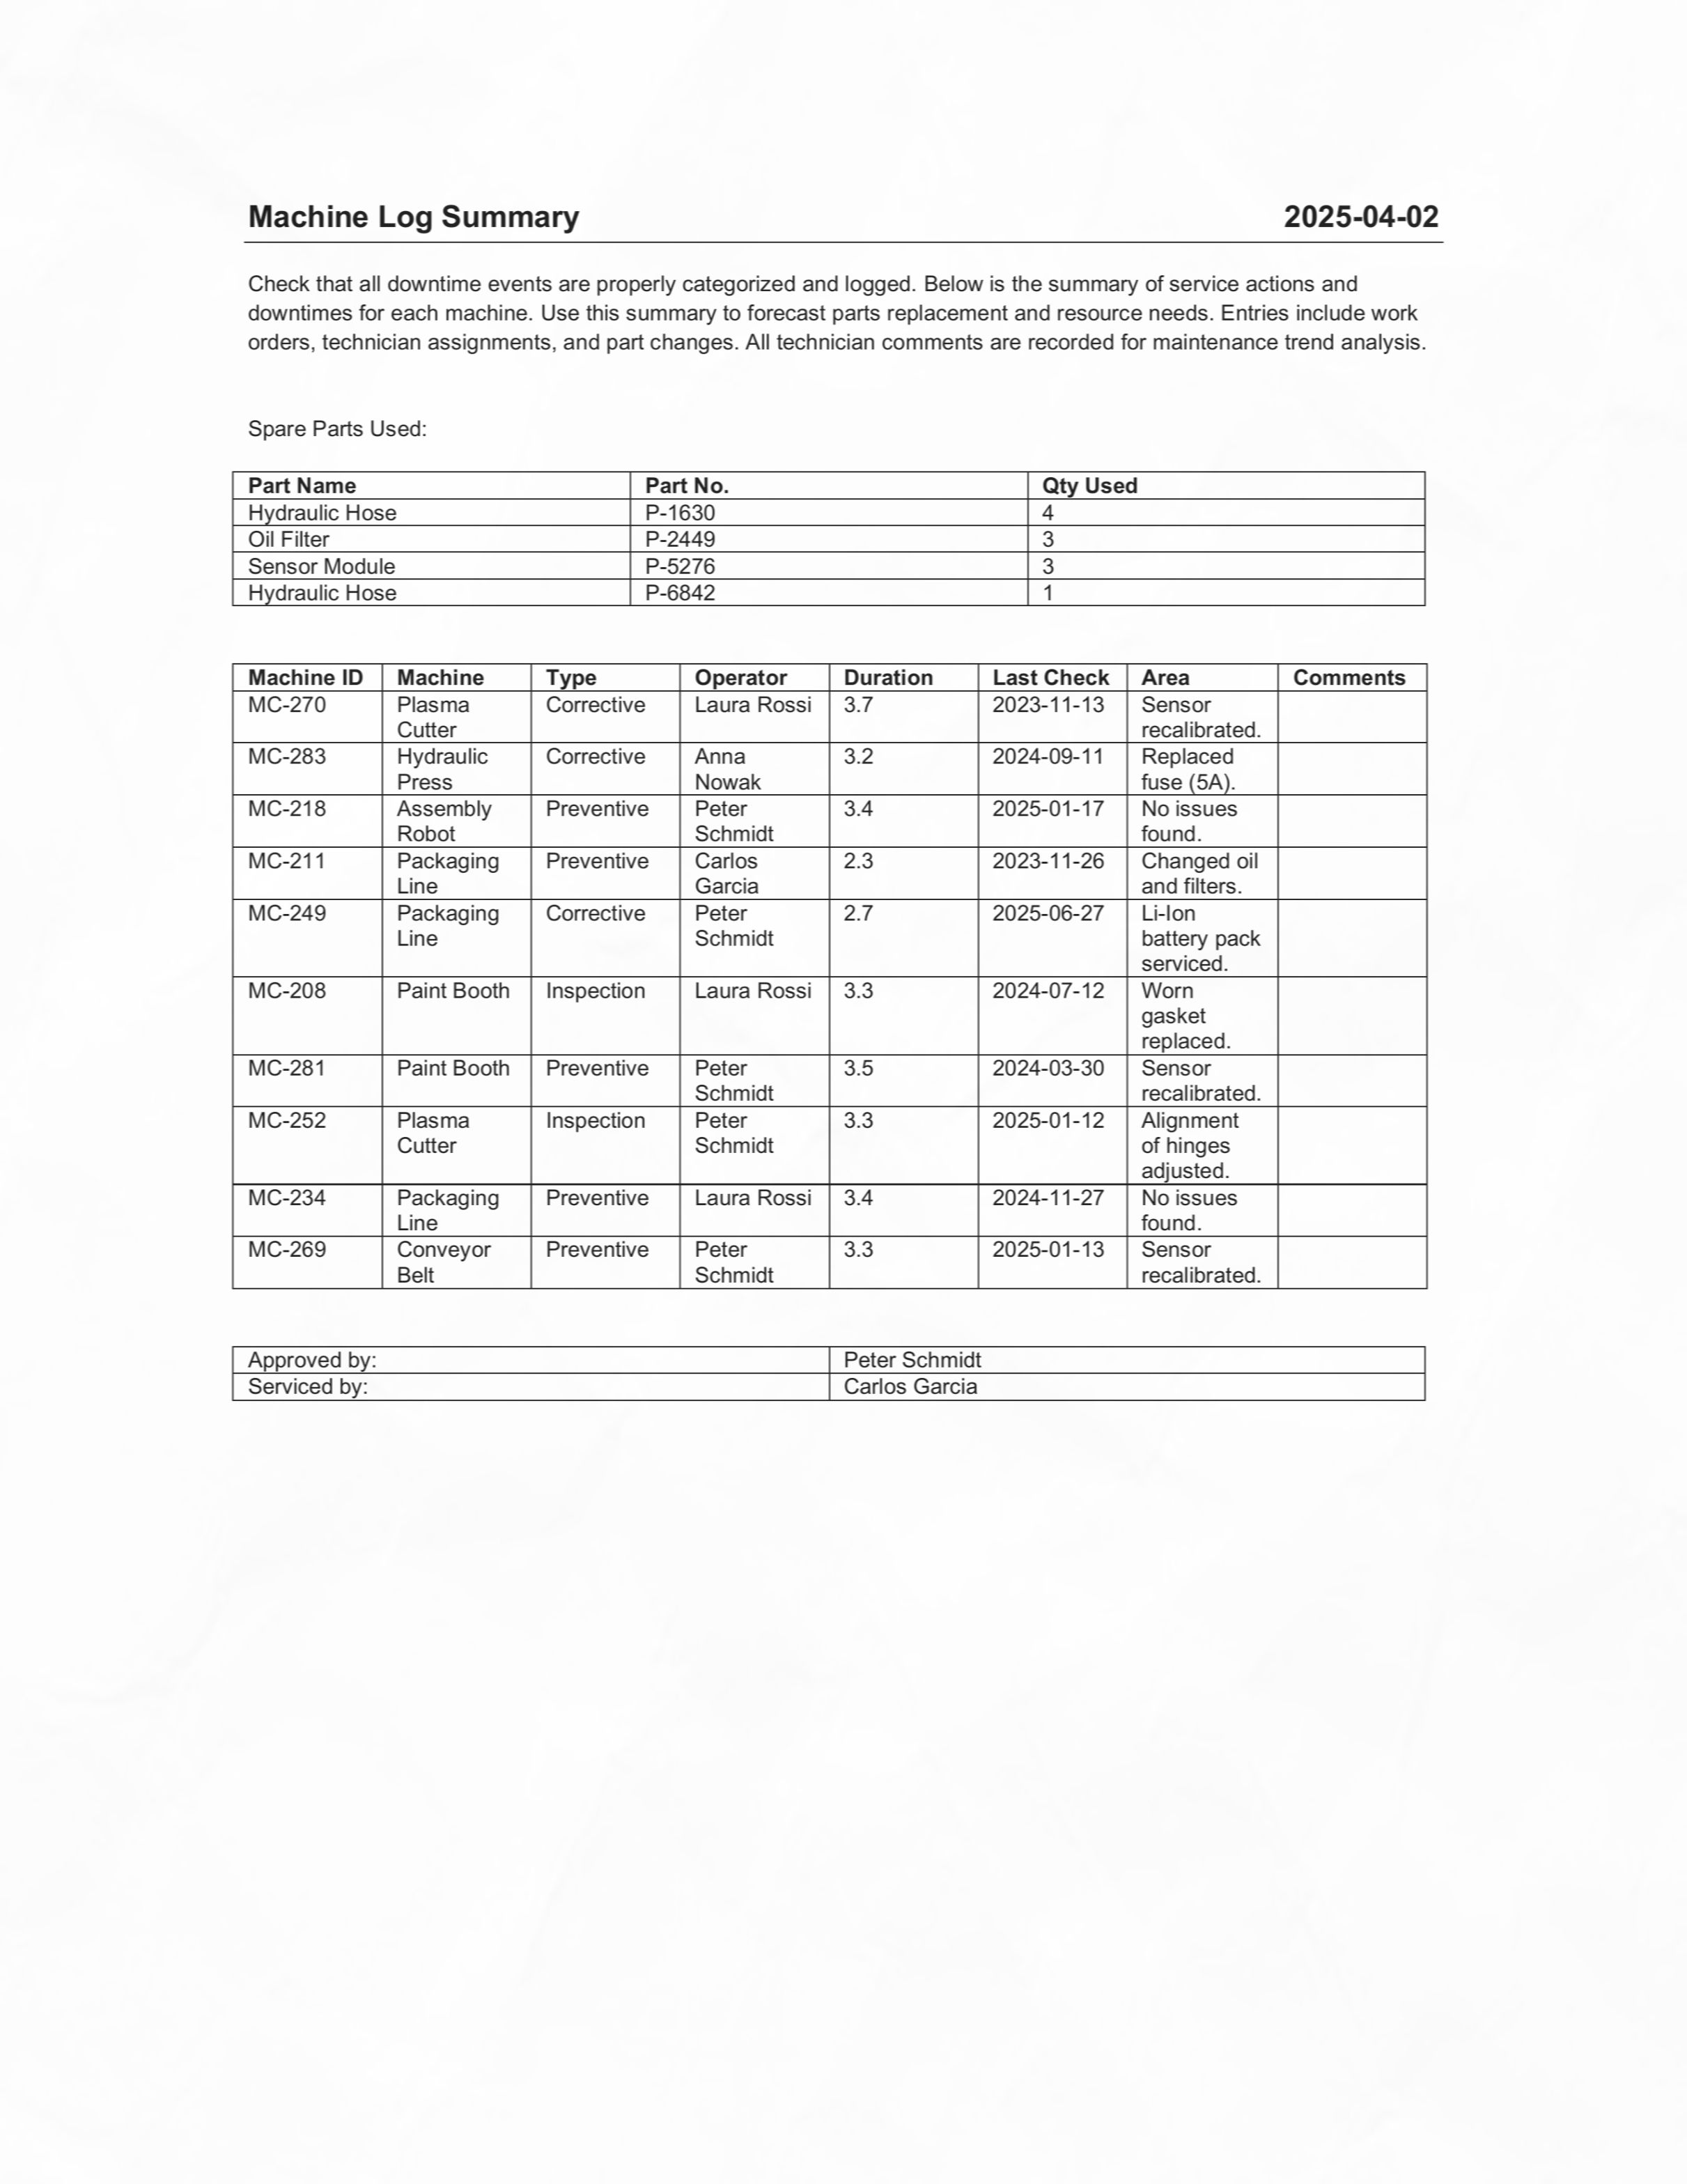 Machine Log Summary 2025-04-02
Check that all downtime events are properly categorized and logged. Below is the summary of service actions and
downtimes for each machine. Use this summary to forecast parts replacement and resource needs. Entries include work
orders, technician assignments, and part changes. All technician comments are recorded for maintenance trend analysis.
Spare Parts Used:
Part Name Part No. Qty Used
Hydraulic Hose P-1630 4
Oil Filter P-2449 3
Sensor Module P-5276 3
Hydraulic Hose P-6842 1
Machine ID Machine Type Operator Duration Last Check Area Comments
MC-270 Plasma Corrective Laura Rossi 3.7 2023-11-13 Sensor
Cutter recalibrated.
MC-283 Hydraulic Corrective Anna 3.2 2024-09-11 Replaced
Press Nowak fuse (5A).
MC-218 Assembly Preventive Peter 3.4 2025-01-17 No issues
Robot Schmidt found.
MC-211 Packaging Preventive Carlos 2.3 2023-11-26 Changed oil
Line Garcia and filters.
MC-249 Packaging Corrective Peter 2.7 2025-06-27 Li-Ion
Line Schmidt battery pack
serviced.
MC-208 Paint Booth Inspection Laura Rossi 3.3 2024-07-12 Worn
gasket
replaced.
MC-281 Paint Booth Preventive Peter 3.5 2024-03-30 Sensor
Schmidt recalibrated.
MC-252 Plasma Inspection Peter 3.3 2025-01-12 Alignment
Cutter Schmidt of hinges
adjusted.
MC-234 Packaging Preventive Laura Rossi 3.4 2024-11-27 No issues
Line found.
MC-269 Conveyor Preventive Peter 3.3 2025-01-13 Sensor
Belt Schmidt recalibrated.
Approved by: Peter Schmidt
Serviced by: Carlos Garcia